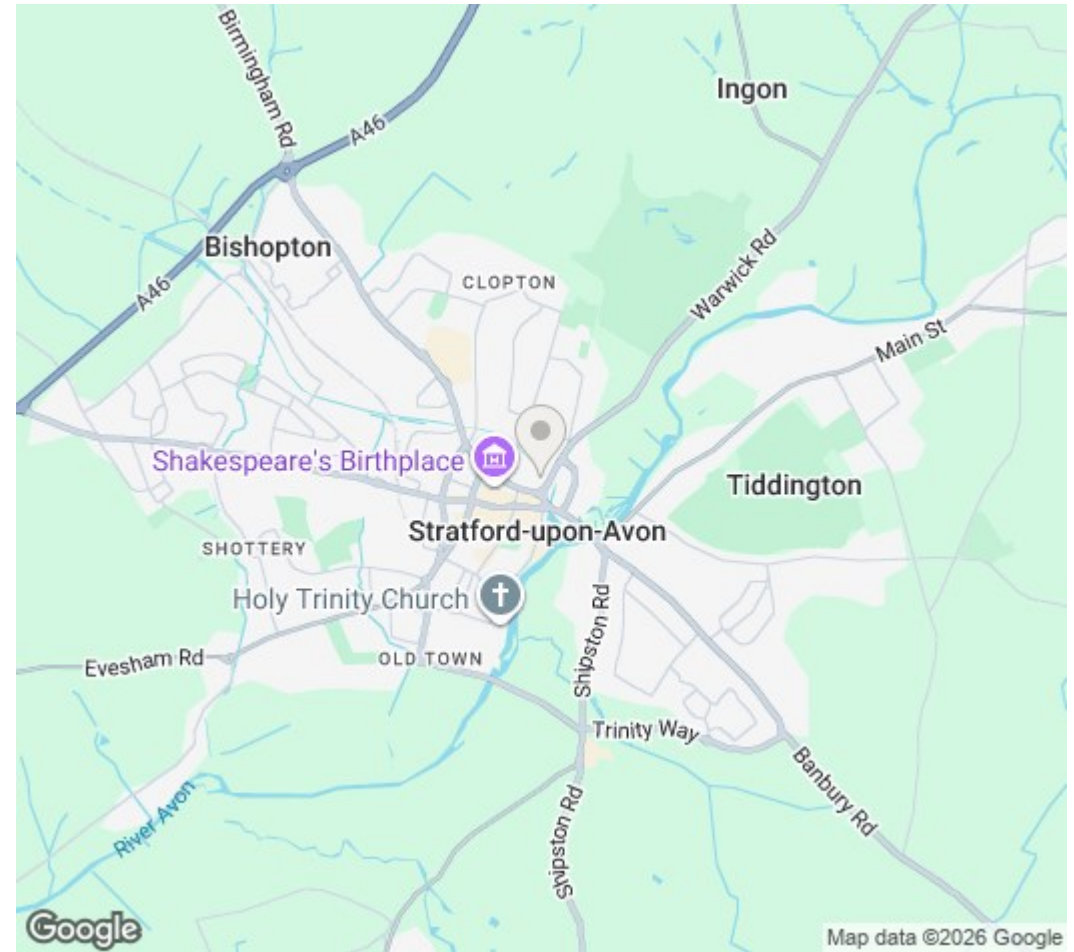 Birmingham Rd
A46
Ingon
Bishopton
CLOPTON
A46
Warwick Rd
Main St
Shakespeare's Birthplace
Tiddington
Stratford-upon-Avon
SHOTTERY
Holy Trinity Church
Evesham Rd
OLD TOWN
Shipston Rd
Trinity Way
Banbury Rd
River Avon
Shipston Rd
Google
Map data ©2026 Google